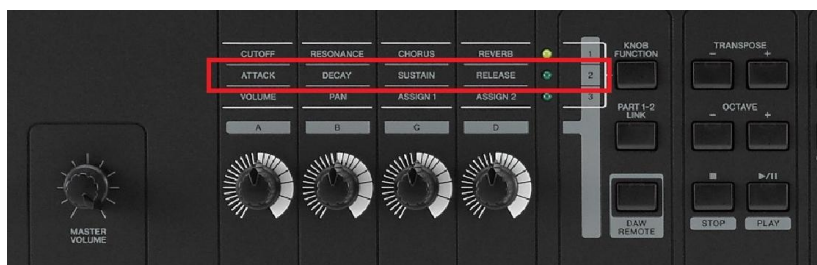 CUTOFF RESONANCE CHORUS REVERB 1
ATTACK DECAY SUSTAIN RELEASE 2
VOLUME PAN ASSIGN 1 ASSIGN 2 3
A B C D
MASTER
VOLUME
KNOB
FUNCTION
PART 1-2
LINK
DAW
REMOTE
TRANSPOSE
- +
OCTAVE
- +
■ ▶/II
STOP PLAY